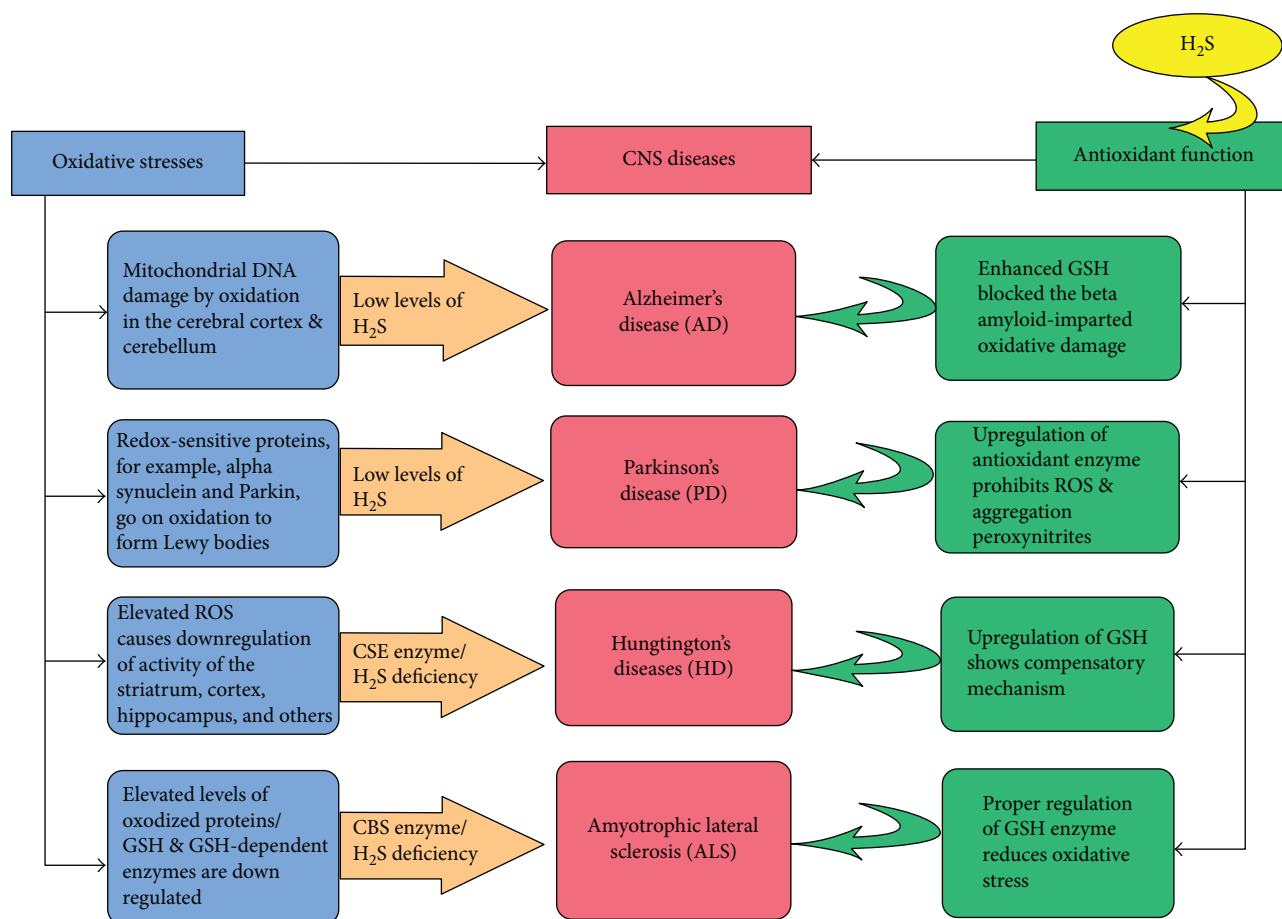 H₂S
Oxidative stresses
CNS diseases
Antioxidant function
Mitochondrial DNA
damage by oxidation
in the cerebral cortex &
cerebellum
Low levels of
H₂S
Alzheimer's
disease (AD)
Enhanced GSH
blocked the beta
amyloid-imparted
oxidative damage
Redox-sensitive proteins,
for example, alpha
synuclein and Parkin,
go on oxidation to
form Lewy bodies
Low levels of
H₂S
Parkinson's
disease (PD)
Upregulation of
antioxidant enzyme
prohibits ROS &
aggregation
peroxynitrites
Elevated ROS
causes downregulation
of activity of the
striatrum, cortex,
hippocampus, and others
CSE enzyme/
H₂S deficiency
Hungtington's
diseases (HD)
Upregulation of GSH
shows compensatory
mechanism
Elevated levels of
oxodized proteins/
GSH & GSH-dependent
enzymes are down
regulated
CBS enzyme/
H₂S deficiency
Amyotrophic lateral
sclerosis (ALS)
Proper regulation
of GSH enzyme
reduces oxidative
stress